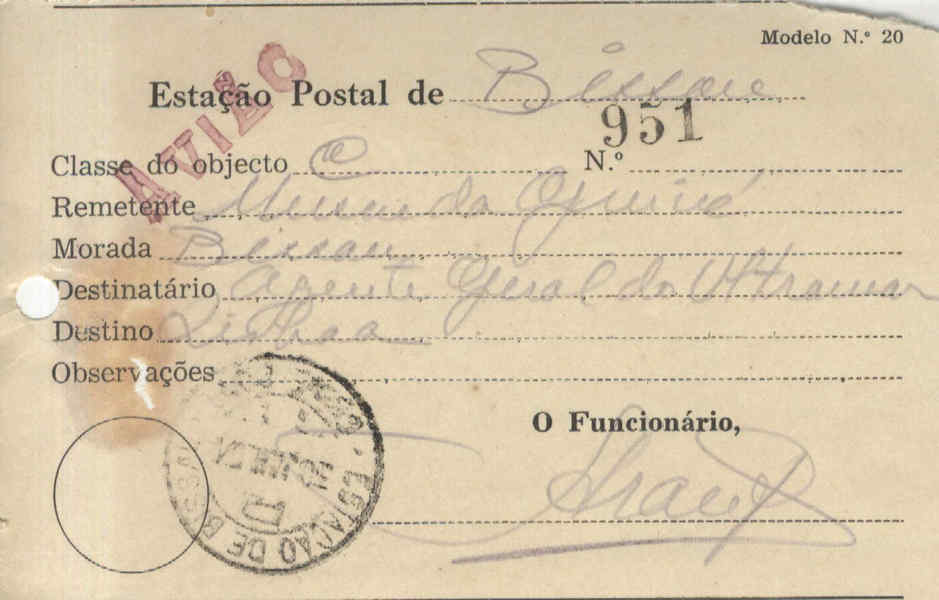 Modelo N.º 20
AVIÃO
Estação Postal de Bissau
951
Classe do objecto C N.º
Remetente Museu da Guiné
Morada Bissau
Destinatário Agente Geral do Ultramar
Destino Lisboa
Observações
O Funcionário,
ESTAÇÃO DE